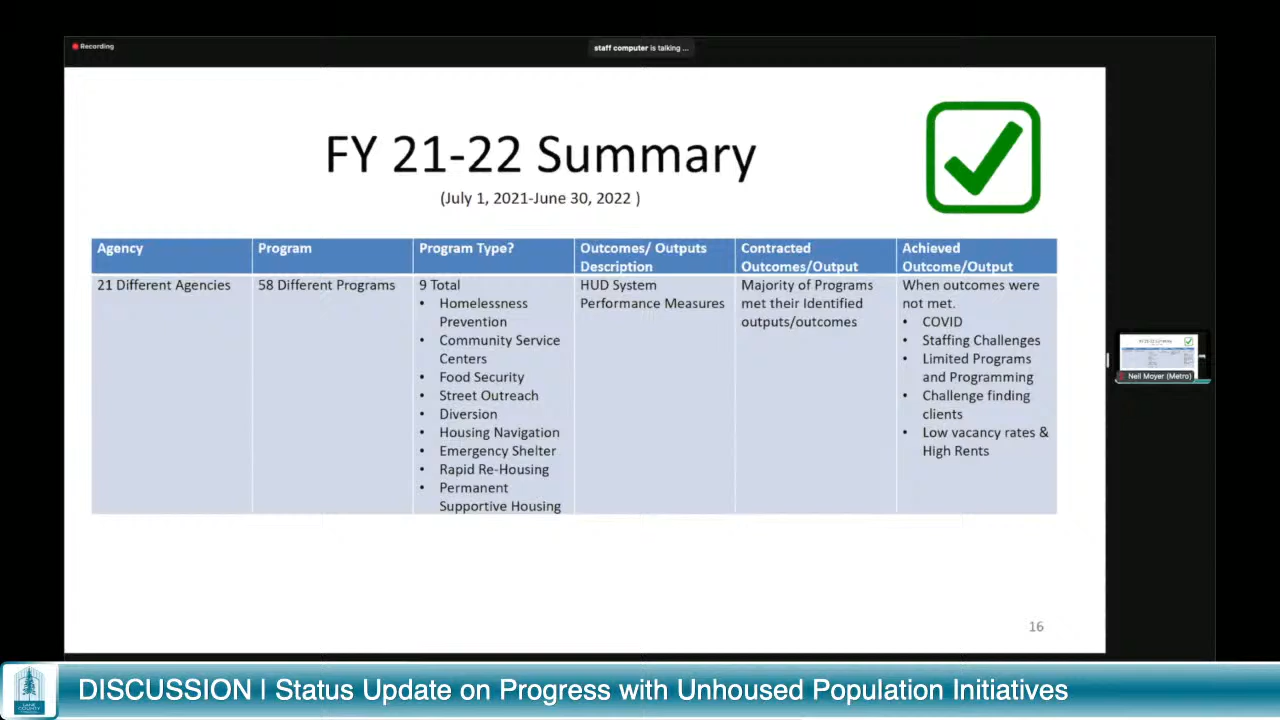 Recording
staff computer is talking ...
FY 21-22 Summary
(July 1, 2021-June 30, 2022 )
Agency
Program
Program Type?
Outcomes/ Outputs
Description
Contracted
Outcomes/Output
Achieved
Outcome/Output
21 Different Agencies
58 Different Programs
9 Total
• Homelessness
Prevention
• Community Service
Centers
• Food Security
• Street Outreach
• Diversion
• Housing Navigation
• Emergency Shelter
• Rapid Re-Housing
• Permanent
Supportive Housing
HUD System
Performance Measures
Majority of Programs
met their Identified
outputs/outcomes
When outcomes were
not met.
• COVID
• Staffing Challenges
• Limited Programs
and Programming
• Challenge finding
clients
• Low vacancy rates &
High Rents
16
Neil Moyer (Metro)
LANE
COUNTY
DISCUSSION | Status Update on Progress with Unhoused Population Initiatives